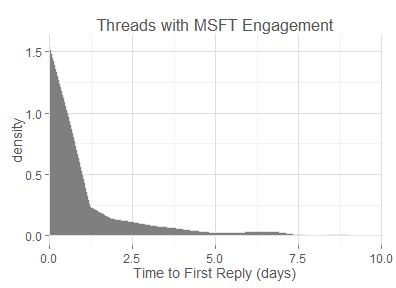 Threads with MSFT Engagement
1.5
1.0
0.5
0.0
density
0.0 2.5 5.0 7.5 10.0
Time to First Reply (days)